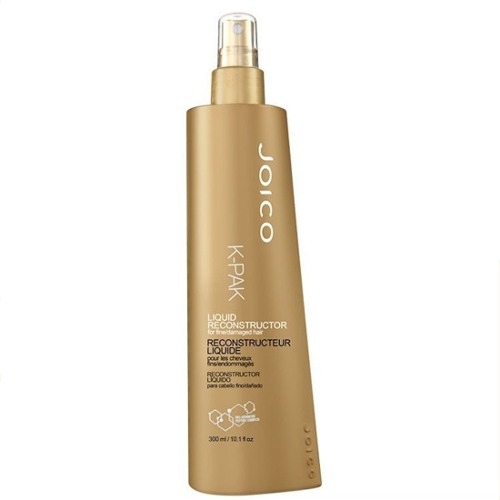 JOICO
K-PAK
LIQUID
RECONSTRUCTOR
for fine/damaged hair
RECONSTRUCTEUR
LIQUIDE
pour les cheveux
fins/endommagés
RECONSTRUCTOR
LÍQUIDO
para cabello fino/dañado
300 ml / 10.1 fl oz
joico